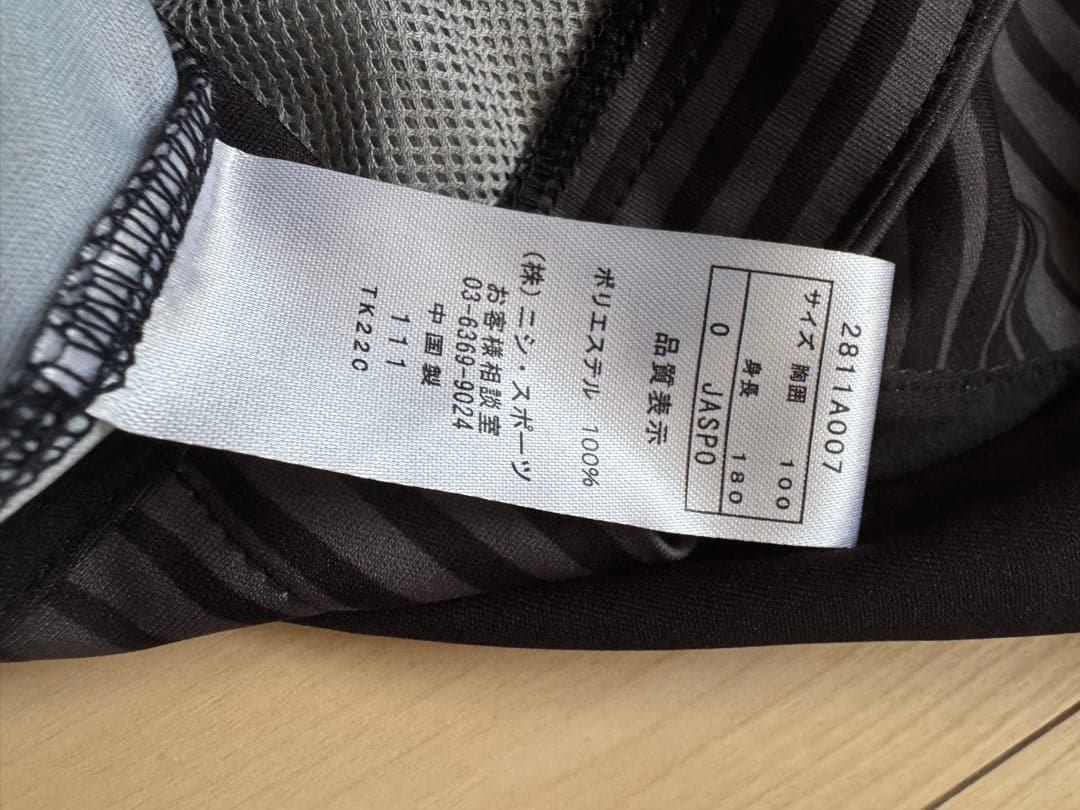 2811A007
サイズ 胸囲 100
身長 180
O JASPO
品質表示
ポリエステル 100%
(株)ニシ・スポーツ
お客様相談室
03-6369-9024
中国製
111
TK220